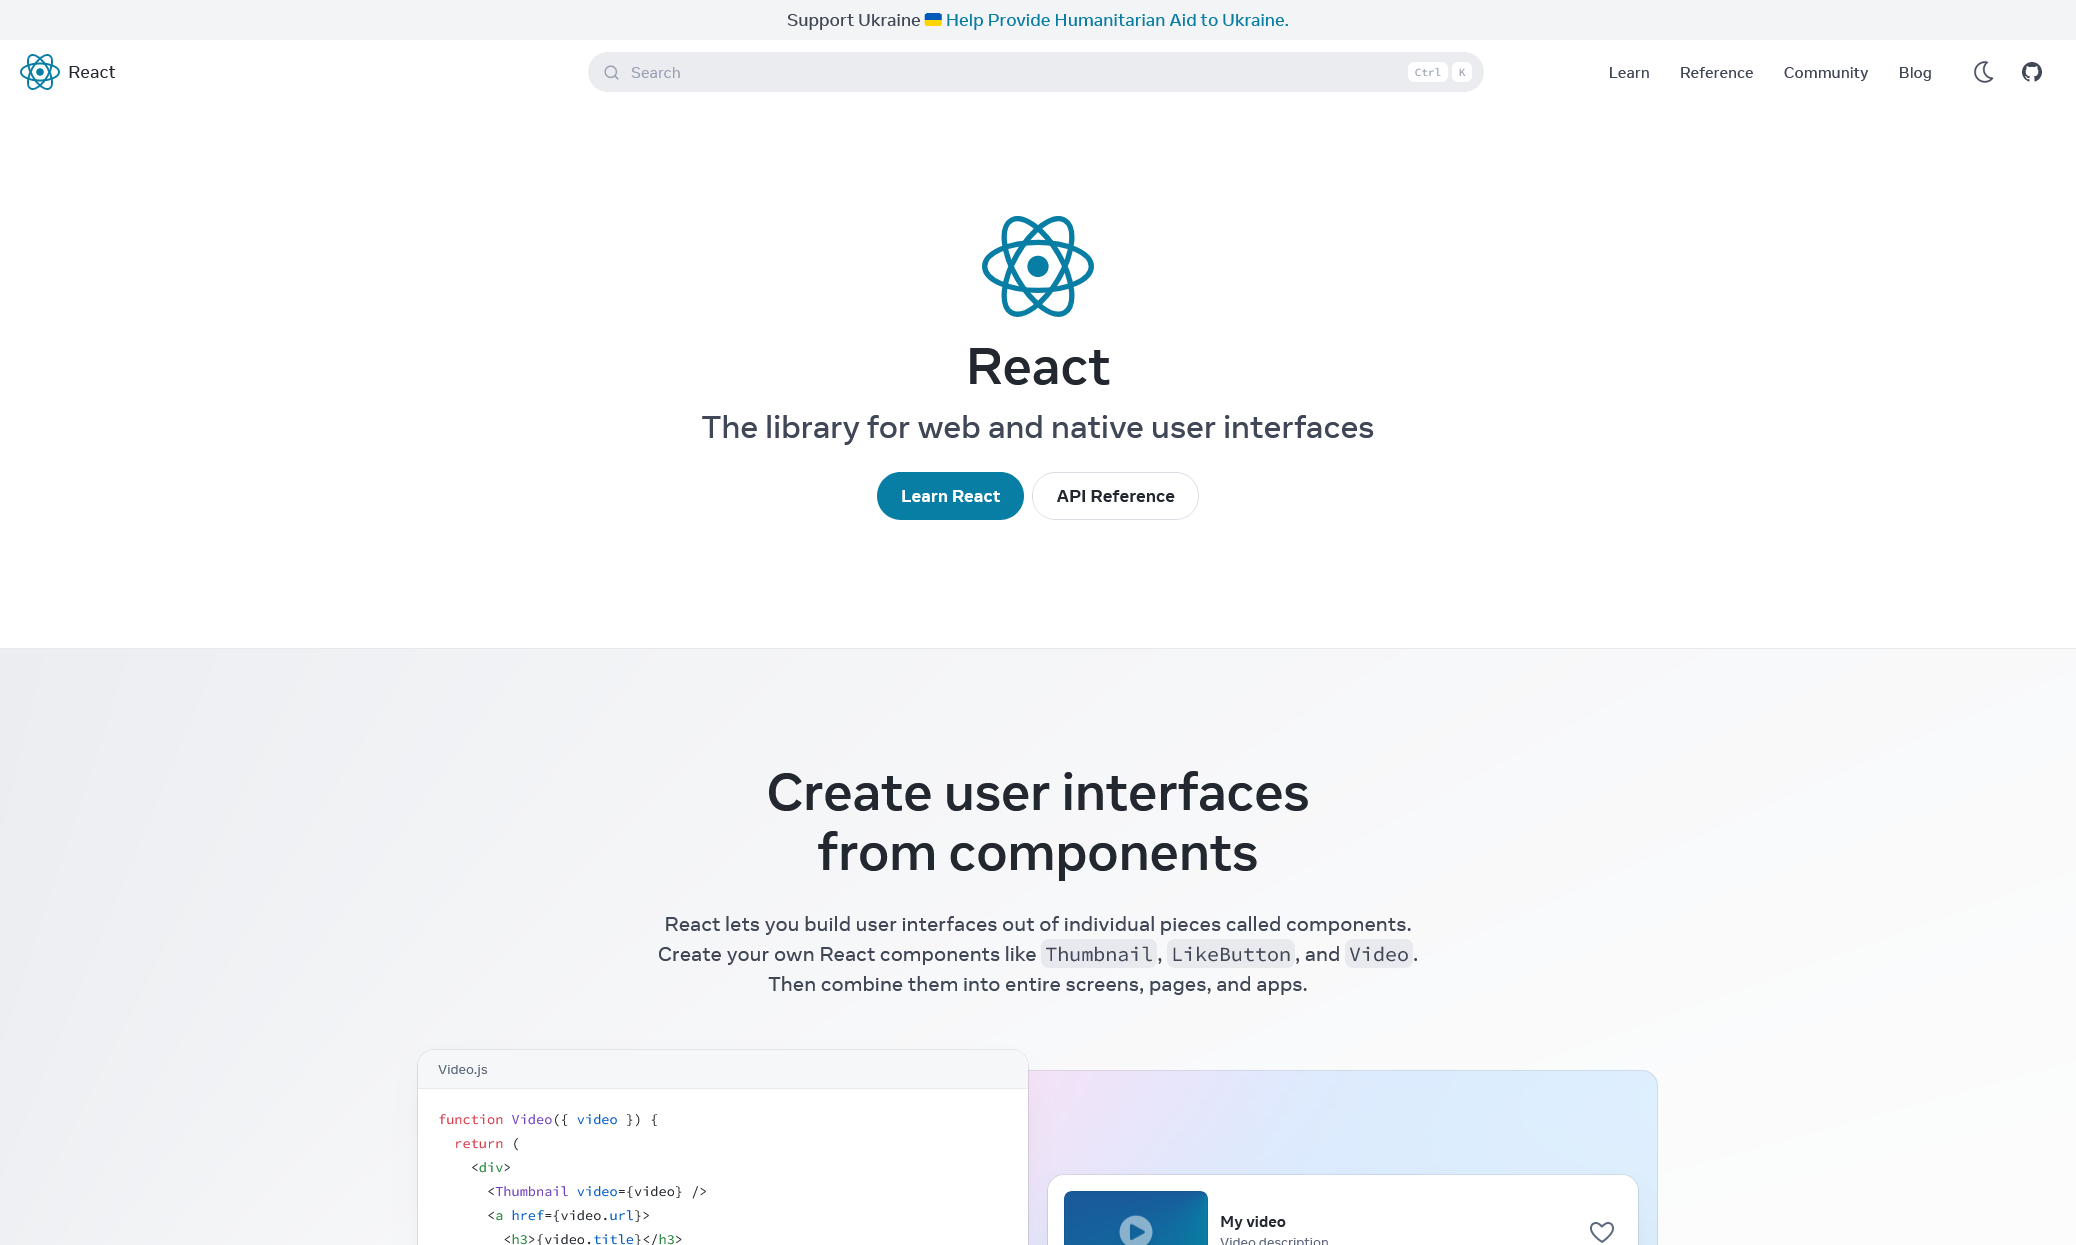 Support Ukraine 🇺🇦 Help Provide Humanitarian Aid to Ukraine.
React
Search
Ctrl K
Learn
Reference
Community
Blog
React
The library for web and native user interfaces
Learn React
API Reference
Create user interfaces
from components
React lets you build user interfaces out of individual pieces called components.
Create your own React components like Thumbnail, LikeButton, and Video.
Then combine them into entire screens, pages, and apps.
Video.js
function Video({ video }) {
  return (
    <div>
      <Thumbnail video={video} />
      <a href={video.url}>
        <h3>{video.title}</h3>
My video
Video description